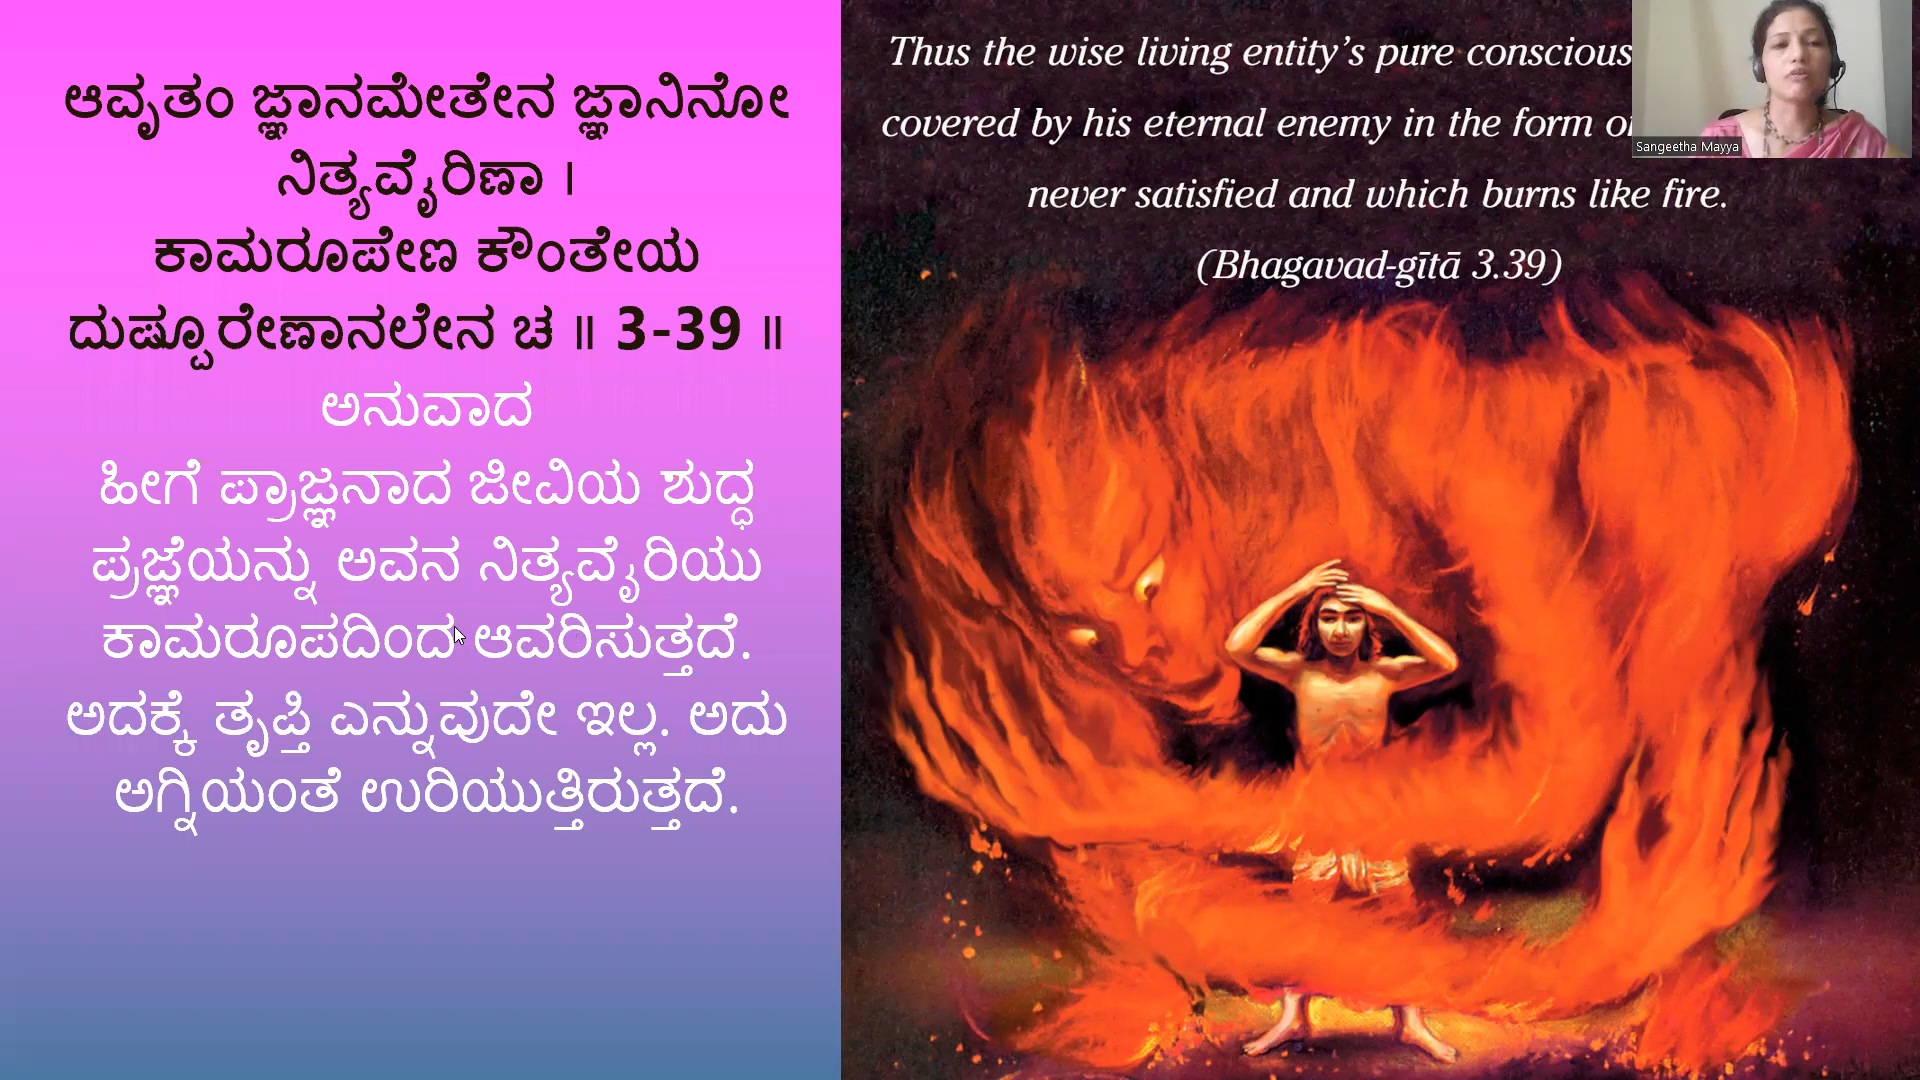 ಆವೃತಂ ಜ್ಞಾನಮೇತೇನ ಜ್ಞಾನಿನೋ
ನಿತ್ಯವೈರಿಣಾ ।
ಕಾಮರೂಪೇಣ ಕೌಂತೇಯ
ದುಷ್ಪೂರೇಣಾನಲೇನ ಚ ॥ 3-39 ॥
ಅನುವಾದ
ಹೀಗೆ ಪ್ರಾಜ್ಞನಾದ ಜೀವಿಯ ಶುದ್ಧ
ಪ್ರಜ್ಞೆಯನ್ನು ಅವನ ನಿತ್ಯವೈರಿಯು
ಕಾಮರೂಪದಿಂದ ಆವರಿಸುತ್ತದೆ.
ಅದಕ್ಕೆ ತೃಪ್ತಿ ಎನ್ನುವುದೇ ಇಲ್ಲ. ಅದು
ಅಗ್ನಿಯಂತೆ ಉರಿಯುತ್ತಿರುತ್ತದೆ.
Thus the wise living entity’s pure conscious
covered by his eternal enemy in the form
never satisfied and which burns like fire.
(Bhagavad-gītā 3.39)
Sangeetha Mayya